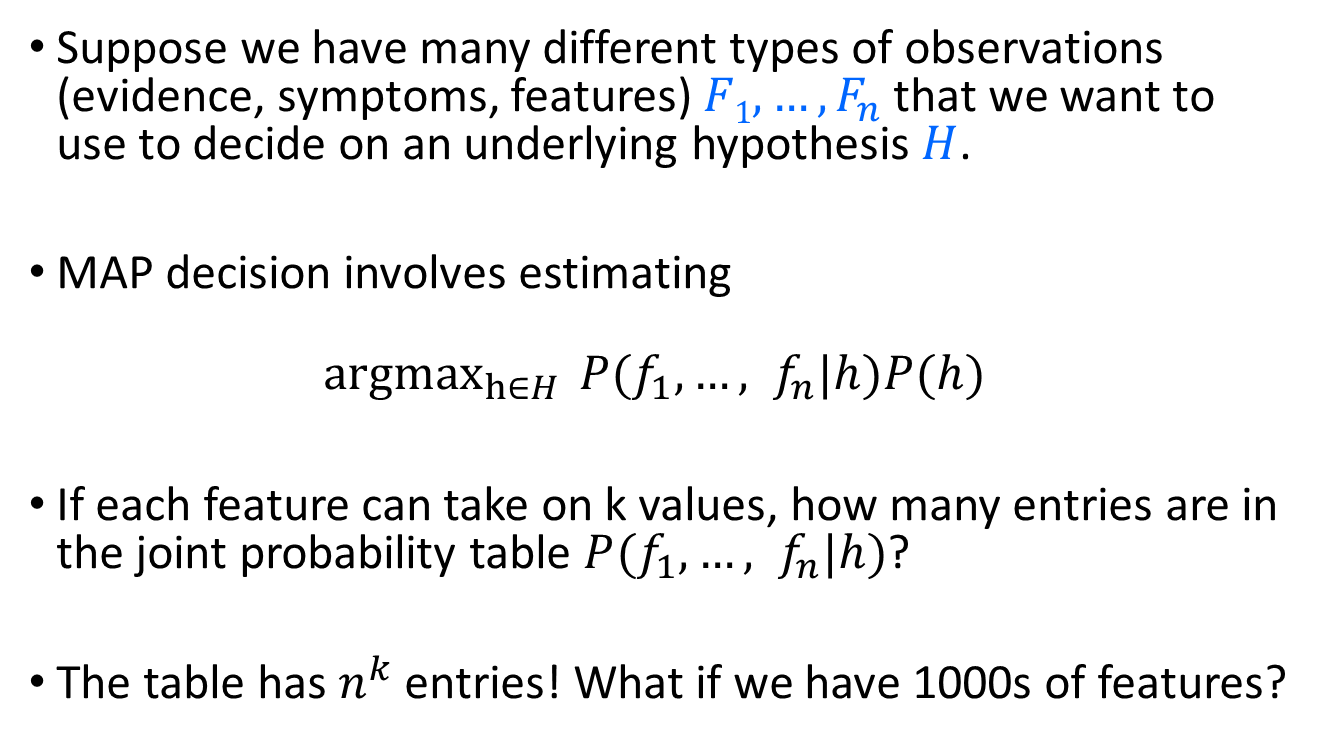 • Suppose we have many different types of observations
(evidence, symptoms, features) F₁, … , Fₙ that we want to
use to decide on an underlying hypothesis H.
• MAP decision involves estimating
argmax_{h∈H} P(f₁, … , fₙ|h)P(h)
• If each feature can take on k values, how many entries are in
the joint probability table P(f₁, … , fₙ|h)?
• The table has nᵏ entries! What if we have 1000s of features?